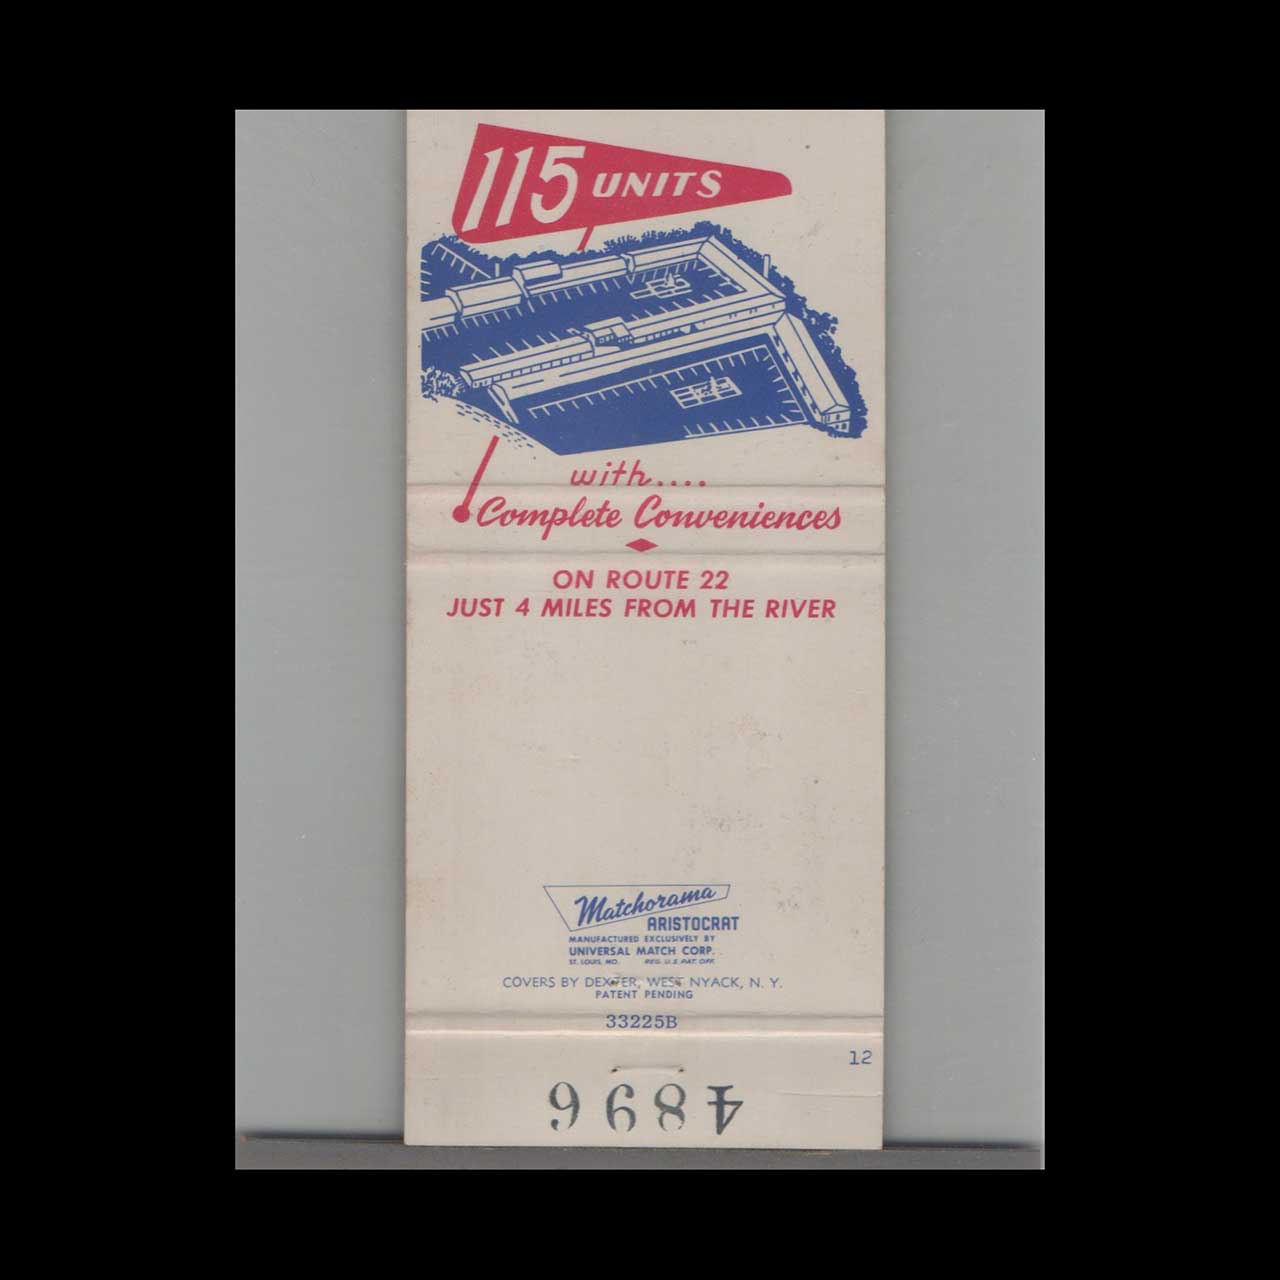 115 UNITS
with....
Complete Conveniences
ON ROUTE 22
JUST 4 MILES FROM THE RIVER
Matchorama
ARISTOCRAT
MANUFACTURED EXCLUSIVELY BY
UNIVERSAL MATCH CORP.
ST. LOUIS, MO. REG. U.S. PAT. OFF.
COVERS BY DEXTER, WEST NYACK, N. Y.
PATENT PENDING
33225B
12
4896